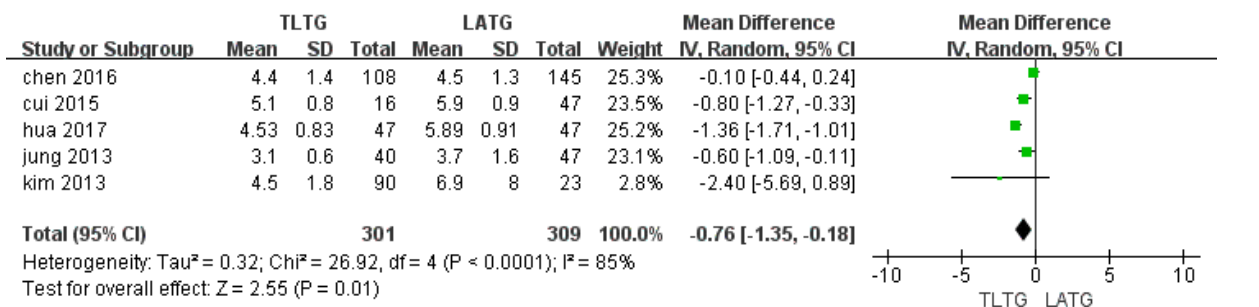 TLTG LATG Mean Difference Mean Difference
Study or Subgroup Mean SD Total Mean SD Total Weight IV, Random, 95% CI IV, Random, 95% CI
chen 2016 4.4 1.4 108 4.5 1.3 145 25.3% -0.10 [-0.44, 0.24]
cui 2015 5.1 0.8 16 5.9 0.9 47 23.5% -0.80 [-1.27, -0.33]
hua 2017 4.53 0.83 47 5.89 0.91 47 25.2% -1.36 [-1.71, -1.01]
jung 2013 3.1 0.6 40 3.7 1.6 47 23.1% -0.60 [-1.09, -0.11]
kim 2013 4.5 1.8 90 6.9 8 23 2.8% -2.40 [-5.69, 0.89]
Total (95% CI) 301 309 100.0% -0.76 [-1.35, -0.18]
Heterogeneity: Tau² = 0.32; Chi² = 26.92, df = 4 (P < 0.0001); I² = 85%
Test for overall effect: Z = 2.55 (P = 0.01)
-10 -5 0 5 10
TLTG LATG